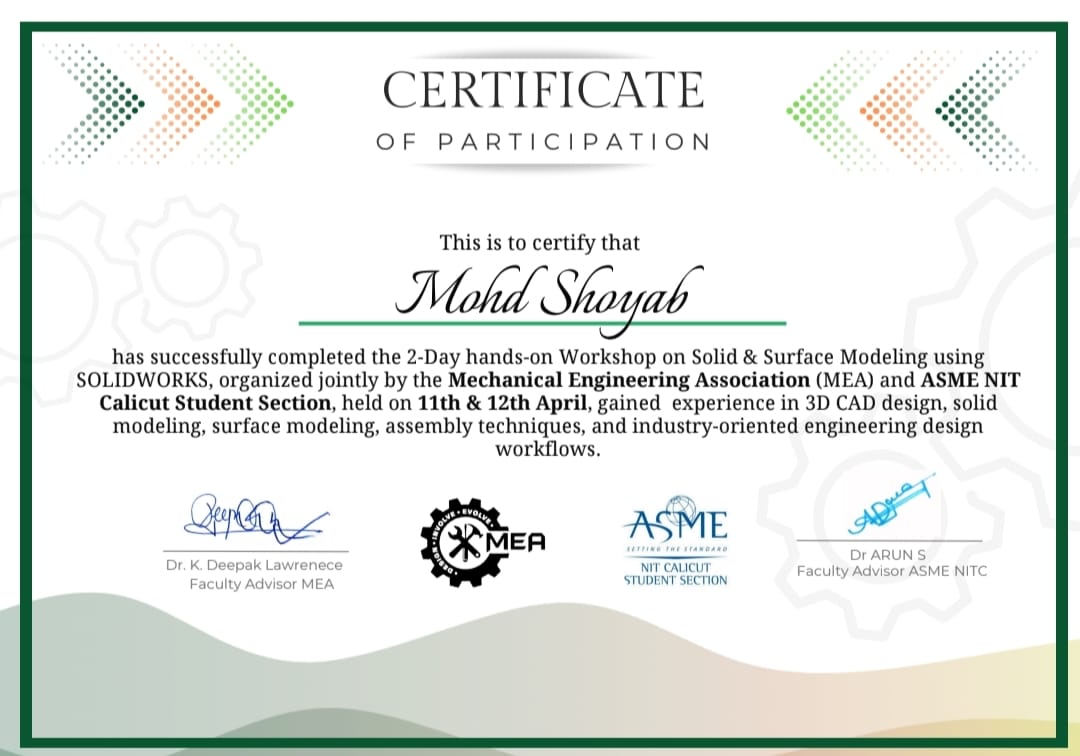 CERTIFICATE
OF PARTICIPATION
This is to certify that
Mohd Shoyab
has successfully completed the 2-Day hands-on Workshop on Solid & Surface Modeling using
SOLIDWORKS, organized jointly by the Mechanical Engineering Association (MEA) and ASME NIT
Calicut Student Section, held on 11th & 12th April, gained experience in 3D CAD design, solid
modeling, surface modeling, assembly techniques, and industry-oriented engineering design
workflows.
Dr. K. Deepak Lawrenece
Faculty Advisor MEA
DESIGN • INVOLVE • EVOLVE
MEA
ASME
SETTING THE STANDARD
NIT CALICUT
STUDENT SECTION
Dr ARUN S
Faculty Advisor ASME NITC